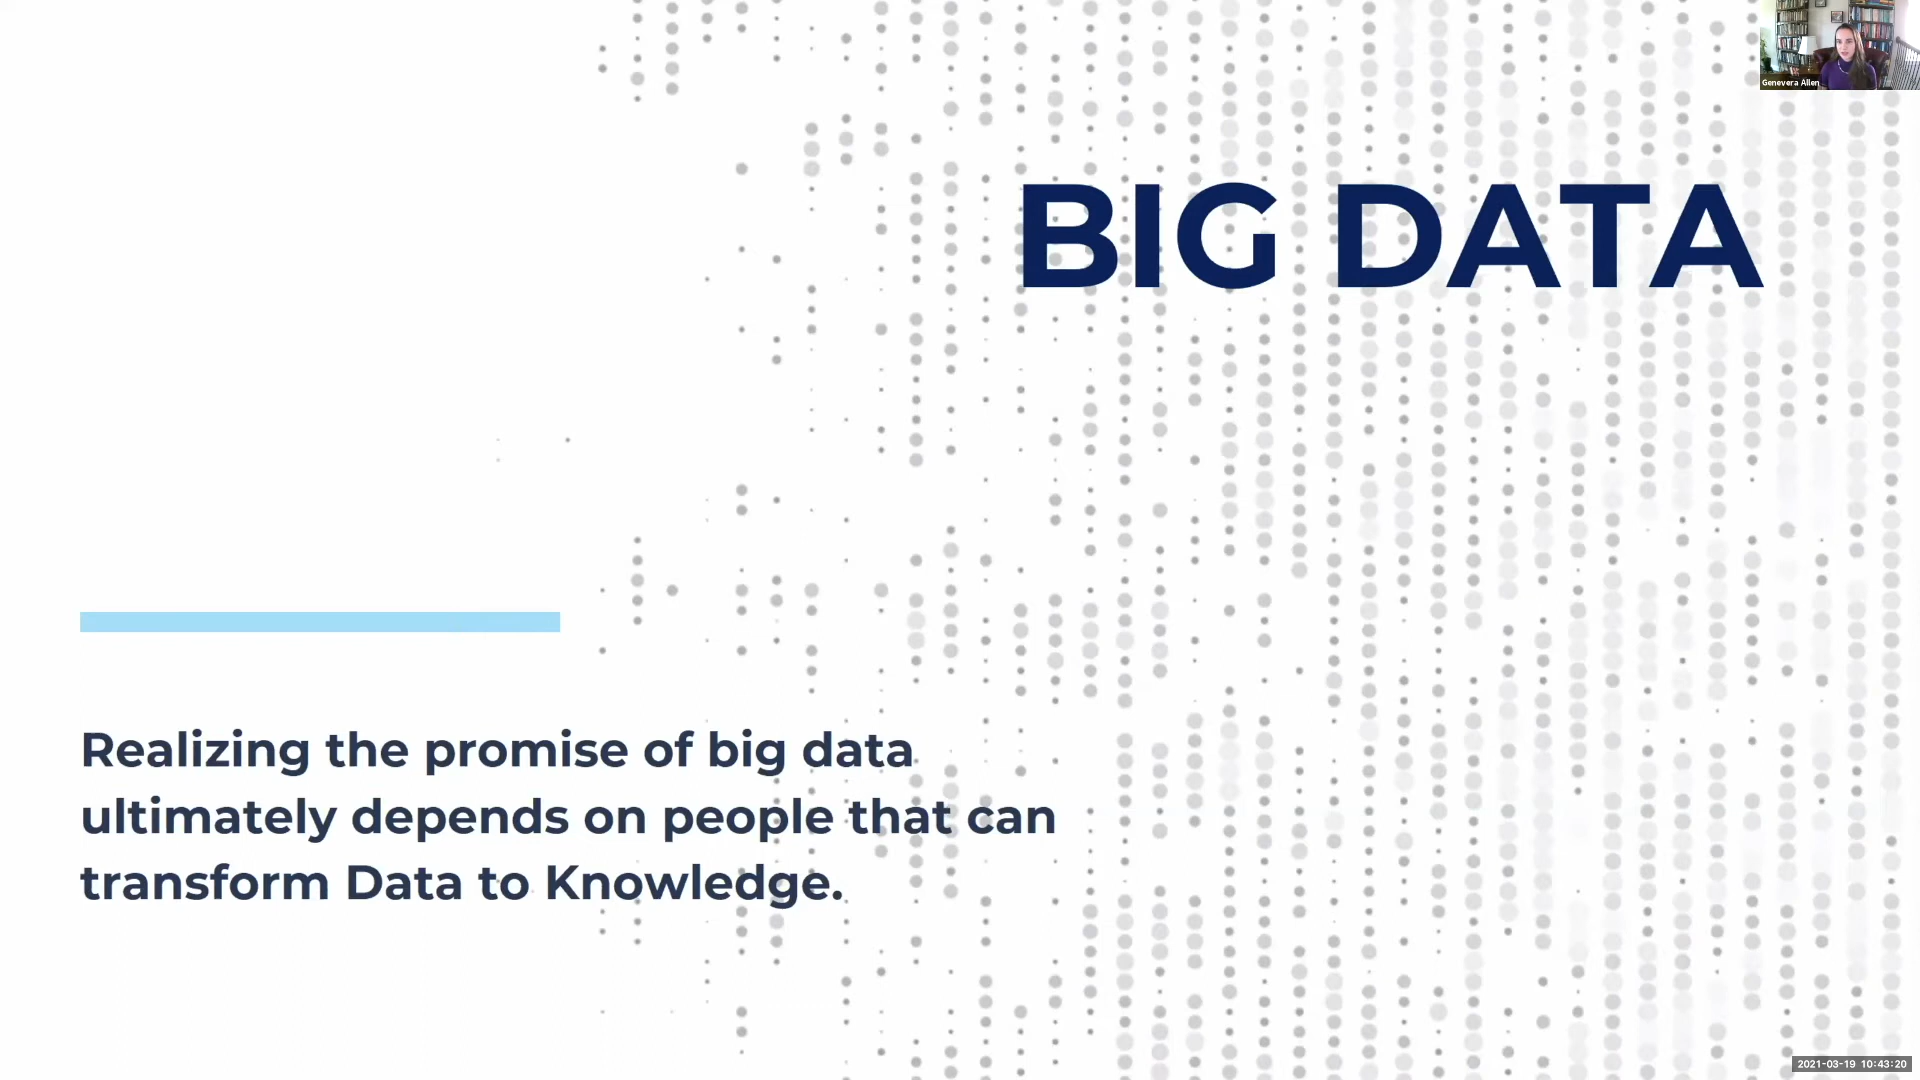 Genevera Allen
BIG DATA
Realizing the promise of big data
ultimately depends on people that can
transform Data to Knowledge.
2021-03-19 10:43:20